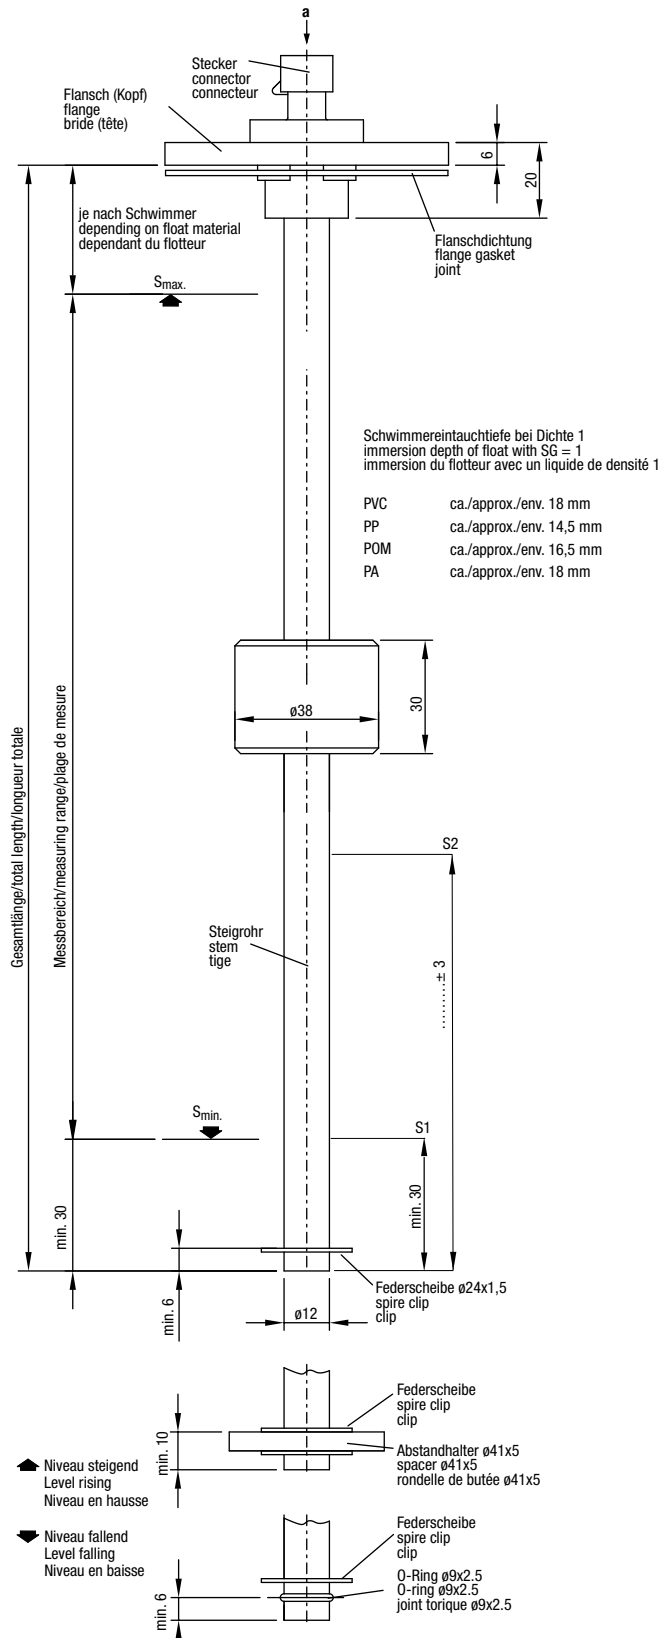 a
Stecker
connector
connecteur
Flansch (Kopf)
flange
bride (tête)
6
20
je nach Schwimmer
depending on float material
dependant du flotteur
Flanschdichtung
flange gasket
joint
Smax.
Schwimmereintauchtiefe bei Dichte 1
immersion depth of float with SG = 1
immersion du flotteur avec un liquide de densité 1
PVC ca./approx./env. 18 mm
PP ca./approx./env. 14,5 mm
POM ca./approx./env. 16,5 mm
PA ca./approx./env. 18 mm
Gesamtlänge/total length/longueur totale
Messbereich/measuring range/plage de mesure
ø38
30
S2
Steigrohr
stem
tige
.......... ± 3
Smin.
S1
min. 30
min. 30
min. 6
ø12
Federscheibe ø24x1,5
spire clip
clip
Federscheibe
spire clip
clip
min. 10
Abstandhalter ø41x5
spacer ø41x5
rondelle de butée ø41x5
Niveau steigend
Level rising
Niveau en hausse
Niveau fallend
Level falling
Niveau en baisse
Federscheibe
spire clip
clip
O-Ring ø9x2.5
O-ring ø9x2.5
joint torique ø9x2.5
min. 6